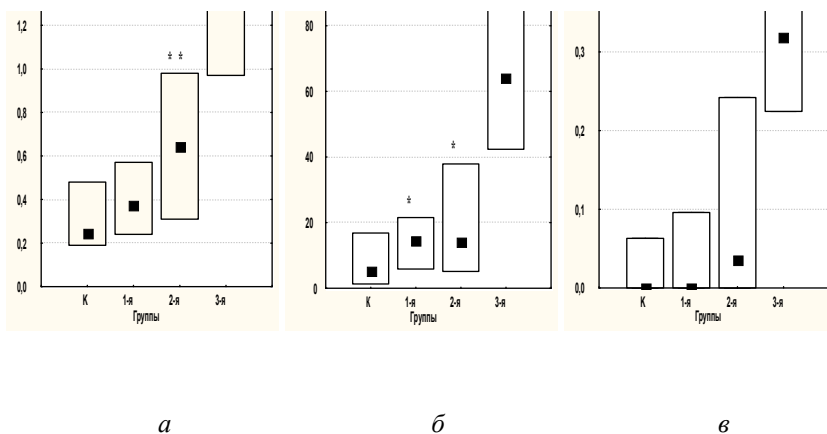 1,2
1,0
0,8
0,6
0,4
0,2
0,0
* *
К 1-я 2-я 3-я
Группы
80
60
40
20
0
*
*
К 1-я 2-я 3-я
Группы
0,3
0,2
0,1
0,0
К 1-я 2-я 3-я
Группы
а б в